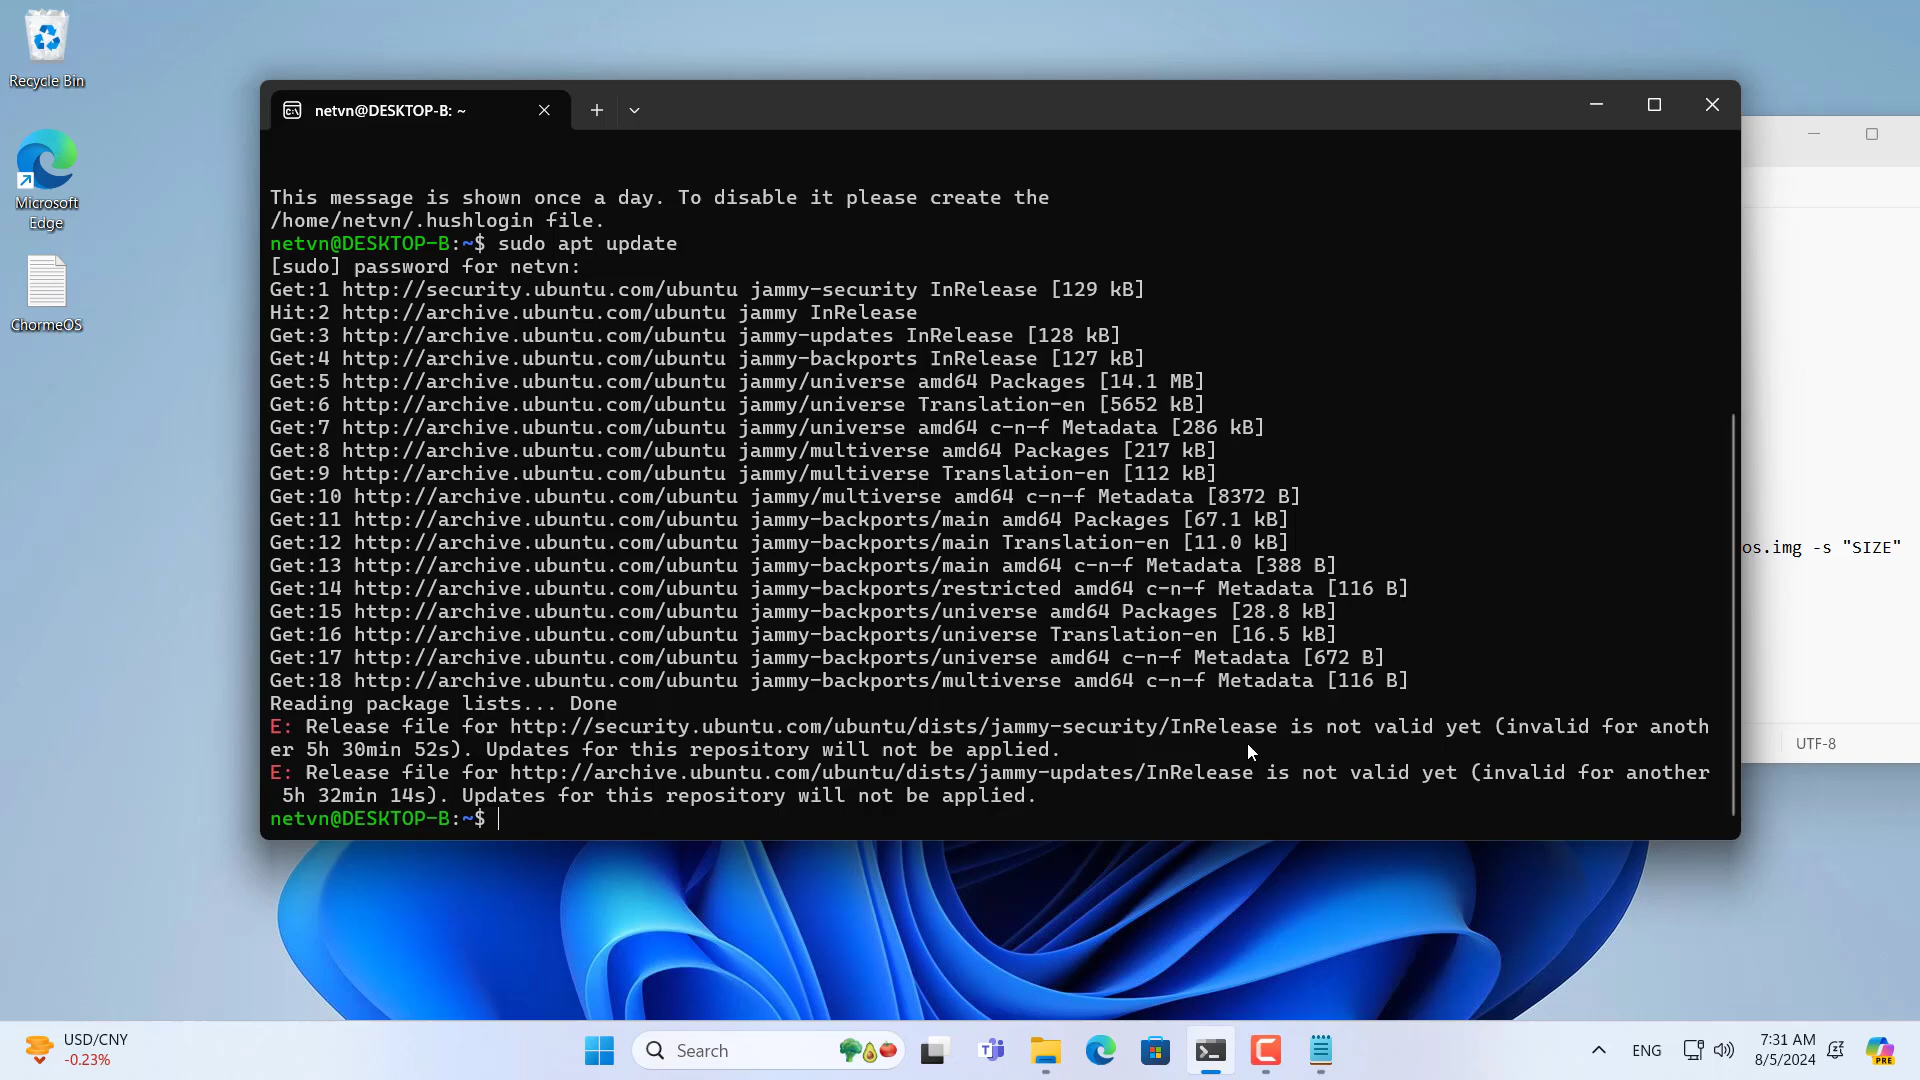 Recycle Bin
Microsoft
Edge
ChormeOS
netvn@DESKTOP-B: ~
This message is shown once a day. To disable it please create the
/home/netvn/.hushlogin file.
netvn@DESKTOP-B:~$ sudo apt update
[sudo] password for netvn:
Get:1 http://security.ubuntu.com/ubuntu jammy-security InRelease [129 kB]
Hit:2 http://archive.ubuntu.com/ubuntu jammy InRelease
Get:3 http://archive.ubuntu.com/ubuntu jammy-updates InRelease [128 kB]
Get:4 http://archive.ubuntu.com/ubuntu jammy-backports InRelease [127 kB]
Get:5 http://archive.ubuntu.com/ubuntu jammy/universe amd64 Packages [14.1 MB]
Get:6 http://archive.ubuntu.com/ubuntu jammy/universe Translation-en [5652 kB]
Get:7 http://archive.ubuntu.com/ubuntu jammy/universe amd64 c-n-f Metadata [286 kB]
Get:8 http://archive.ubuntu.com/ubuntu jammy/multiverse amd64 Packages [217 kB]
Get:9 http://archive.ubuntu.com/ubuntu jammy/multiverse Translation-en [112 kB]
Get:10 http://archive.ubuntu.com/ubuntu jammy/multiverse amd64 c-n-f Metadata [8372 B]
Get:11 http://archive.ubuntu.com/ubuntu jammy-backports/main amd64 Packages [67.1 kB]
Get:12 http://archive.ubuntu.com/ubuntu jammy-backports/main Translation-en [11.0 kB]
Get:13 http://archive.ubuntu.com/ubuntu jammy-backports/main amd64 c-n-f Metadata [388 B]
Get:14 http://archive.ubuntu.com/ubuntu jammy-backports/restricted amd64 c-n-f Metadata [116 B]
Get:15 http://archive.ubuntu.com/ubuntu jammy-backports/universe amd64 Packages [28.8 kB]
Get:16 http://archive.ubuntu.com/ubuntu jammy-backports/universe Translation-en [16.5 kB]
Get:17 http://archive.ubuntu.com/ubuntu jammy-backports/universe amd64 c-n-f Metadata [672 B]
Get:18 http://archive.ubuntu.com/ubuntu jammy-backports/multiverse amd64 c-n-f Metadata [116 B]
Reading package lists... Done
E: Release file for http://security.ubuntu.com/ubuntu/dists/jammy-security/InRelease is not valid yet (invalid for anoth
er 5h 30min 52s). Updates for this repository will not be applied.
E: Release file for http://archive.ubuntu.com/ubuntu/dists/jammy-updates/InRelease is not valid yet (invalid for another
5h 32min 14s). Updates for this repository will not be applied.
netvn@DESKTOP-B:~$
os.img -s "SIZE"
UTF-8
USD/CNY
-0.23%
Search
ENG
7:31 AM
8/5/2024
PRE